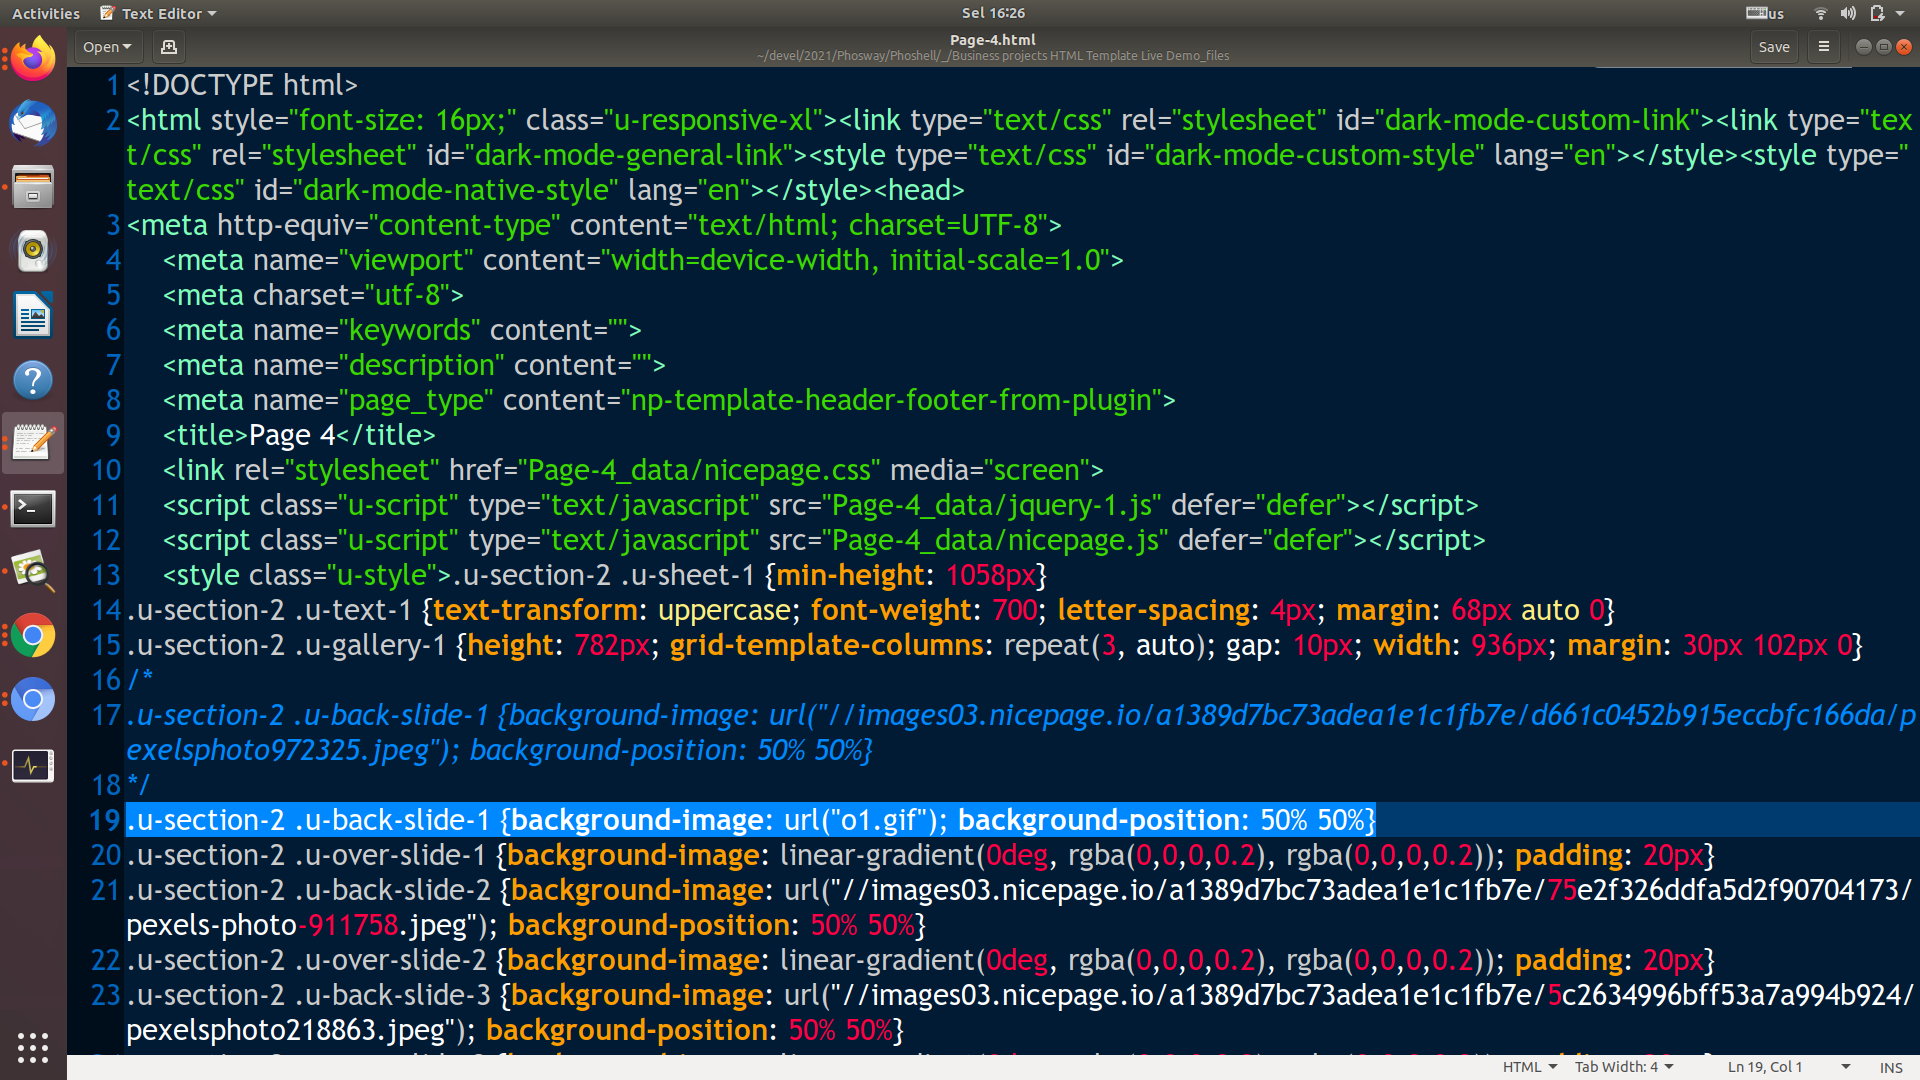 Activities Text Editor Sel 16:26 us
Open Page-4.html Save
~/devel/2021/Phosway/Phoshell/_/Business projects HTML Template Live Demo_files
1 <!DOCTYPE html>
2 <html style="font-size: 16px;" class="u-responsive-xl"><link type="text/css" rel="stylesheet" id="dark-mode-custom-link"><link type="tex
t/css" rel="stylesheet" id="dark-mode-general-link"><style type="text/css" id="dark-mode-custom-style" lang="en"></style><style type="
text/css" id="dark-mode-native-style" lang="en"></style><head>
3 <meta http-equiv="content-type" content="text/html; charset=UTF-8">
4 <meta name="viewport" content="width=device-width, initial-scale=1.0">
5 <meta charset="utf-8">
6 <meta name="keywords" content="">
7 <meta name="description" content="">
8 <meta name="page_type" content="np-template-header-footer-from-plugin">
9 <title>Page 4</title>
10 <link rel="stylesheet" href="Page-4_data/nicepage.css" media="screen">
11 <script class="u-script" type="text/javascript" src="Page-4_data/jquery-1.js" defer="defer"></script>
12 <script class="u-script" type="text/javascript" src="Page-4_data/nicepage.js" defer="defer"></script>
13 <style class="u-style">.u-section-2 .u-sheet-1 {min-height: 1058px}
14 .u-section-2 .u-text-1 {text-transform: uppercase; font-weight: 700; letter-spacing: 4px; margin: 68px auto 0}
15 .u-section-2 .u-gallery-1 {height: 782px; grid-template-columns: repeat(3, auto); gap: 10px; width: 936px; margin: 30px 102px 0}
16 /*
17 .u-section-2 .u-back-slide-1 {background-image: url("//images03.nicepage.io/a1389d7bc73adea1e1c1fb7e/d661c0452b915eccbfc166da/p
exelsphoto972325.jpeg"); background-position: 50% 50%}
18 */
19 .u-section-2 .u-back-slide-1 {background-image: url("o1.gif"); background-position: 50% 50%}
20 .u-section-2 .u-over-slide-1 {background-image: linear-gradient(0deg, rgba(0,0,0,0.2), rgba(0,0,0,0.2)); padding: 20px}
21 .u-section-2 .u-back-slide-2 {background-image: url("//images03.nicepage.io/a1389d7bc73adea1e1c1fb7e/75e2f326ddfa5d2f90704173/
pexels-photo-911758.jpeg"); background-position: 50% 50%}
22 .u-section-2 .u-over-slide-2 {background-image: linear-gradient(0deg, rgba(0,0,0,0.2), rgba(0,0,0,0.2)); padding: 20px}
23 .u-section-2 .u-back-slide-3 {background-image: url("//images03.nicepage.io/a1389d7bc73adea1e1c1fb7e/5c2634996bff53a7a994b924/
pexelsphoto218863.jpeg"); background-position: 50% 50%}
HTML Tab Width: 4 Ln 19, Col 1 INS